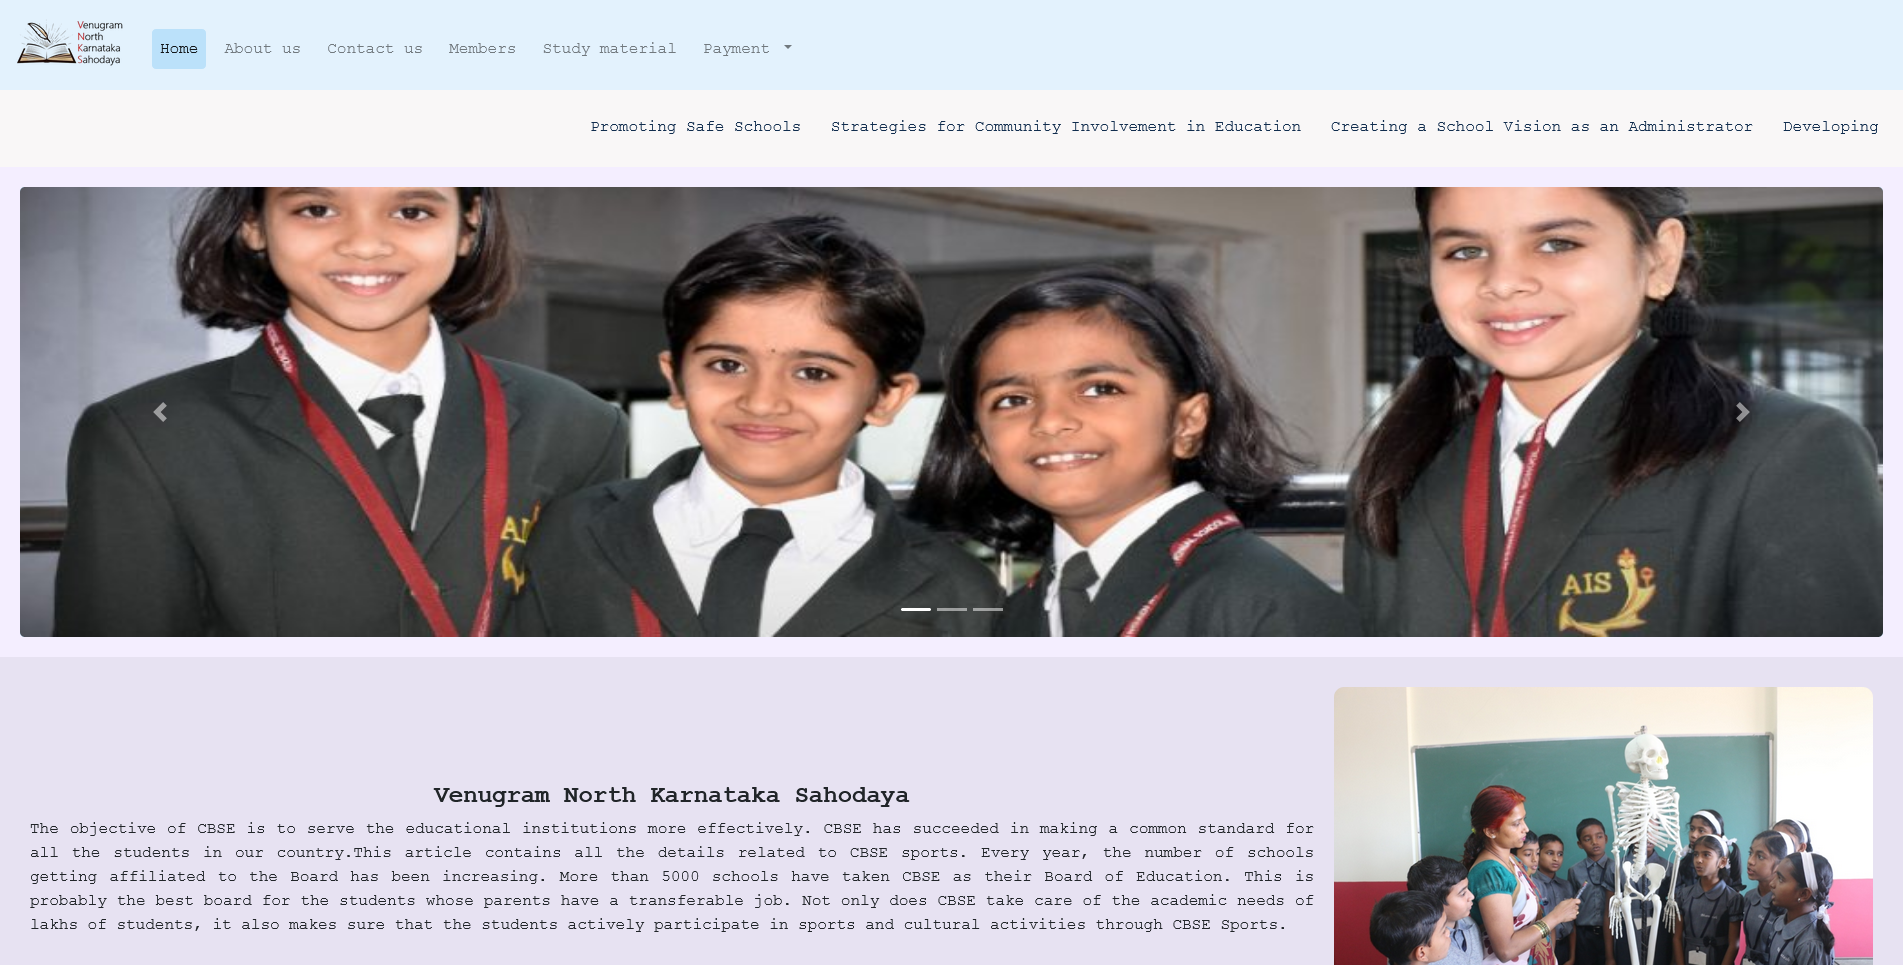 Venugram
North
Karnataka
Sahodaya
Home About us Contact us Members Study material Payment
Promoting Safe Schools Strategies for Community Involvement in Education Creating a School Vision as an Administrator Developing
AIS
Venugram North Karnataka Sahodaya
The objective of CBSE is to serve the educational institutions more effectively. CBSE has succeeded in making a common standard for
all the students in our country.This article contains all the details related to CBSE sports. Every year, the number of schools
getting affiliated to the Board has been increasing. More than 5000 schools have taken CBSE as their Board of Education. This is
probably the best board for the students whose parents have a transferable job. Not only does CBSE take care of the academic needs of
lakhs of students, it also makes sure that the students actively participate in sports and cultural activities through CBSE Sports.